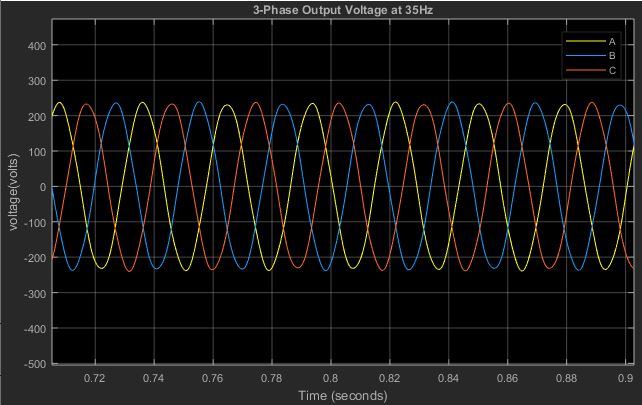 3-Phase Output Voltage at 35Hz
A
B
C
voltage(volts)
400
300
200
100
0
-100
-200
-300
-400
-500
0.72 0.74 0.76 0.78 0.8 0.82 0.84 0.86 0.88 0.9
Time (seconds)